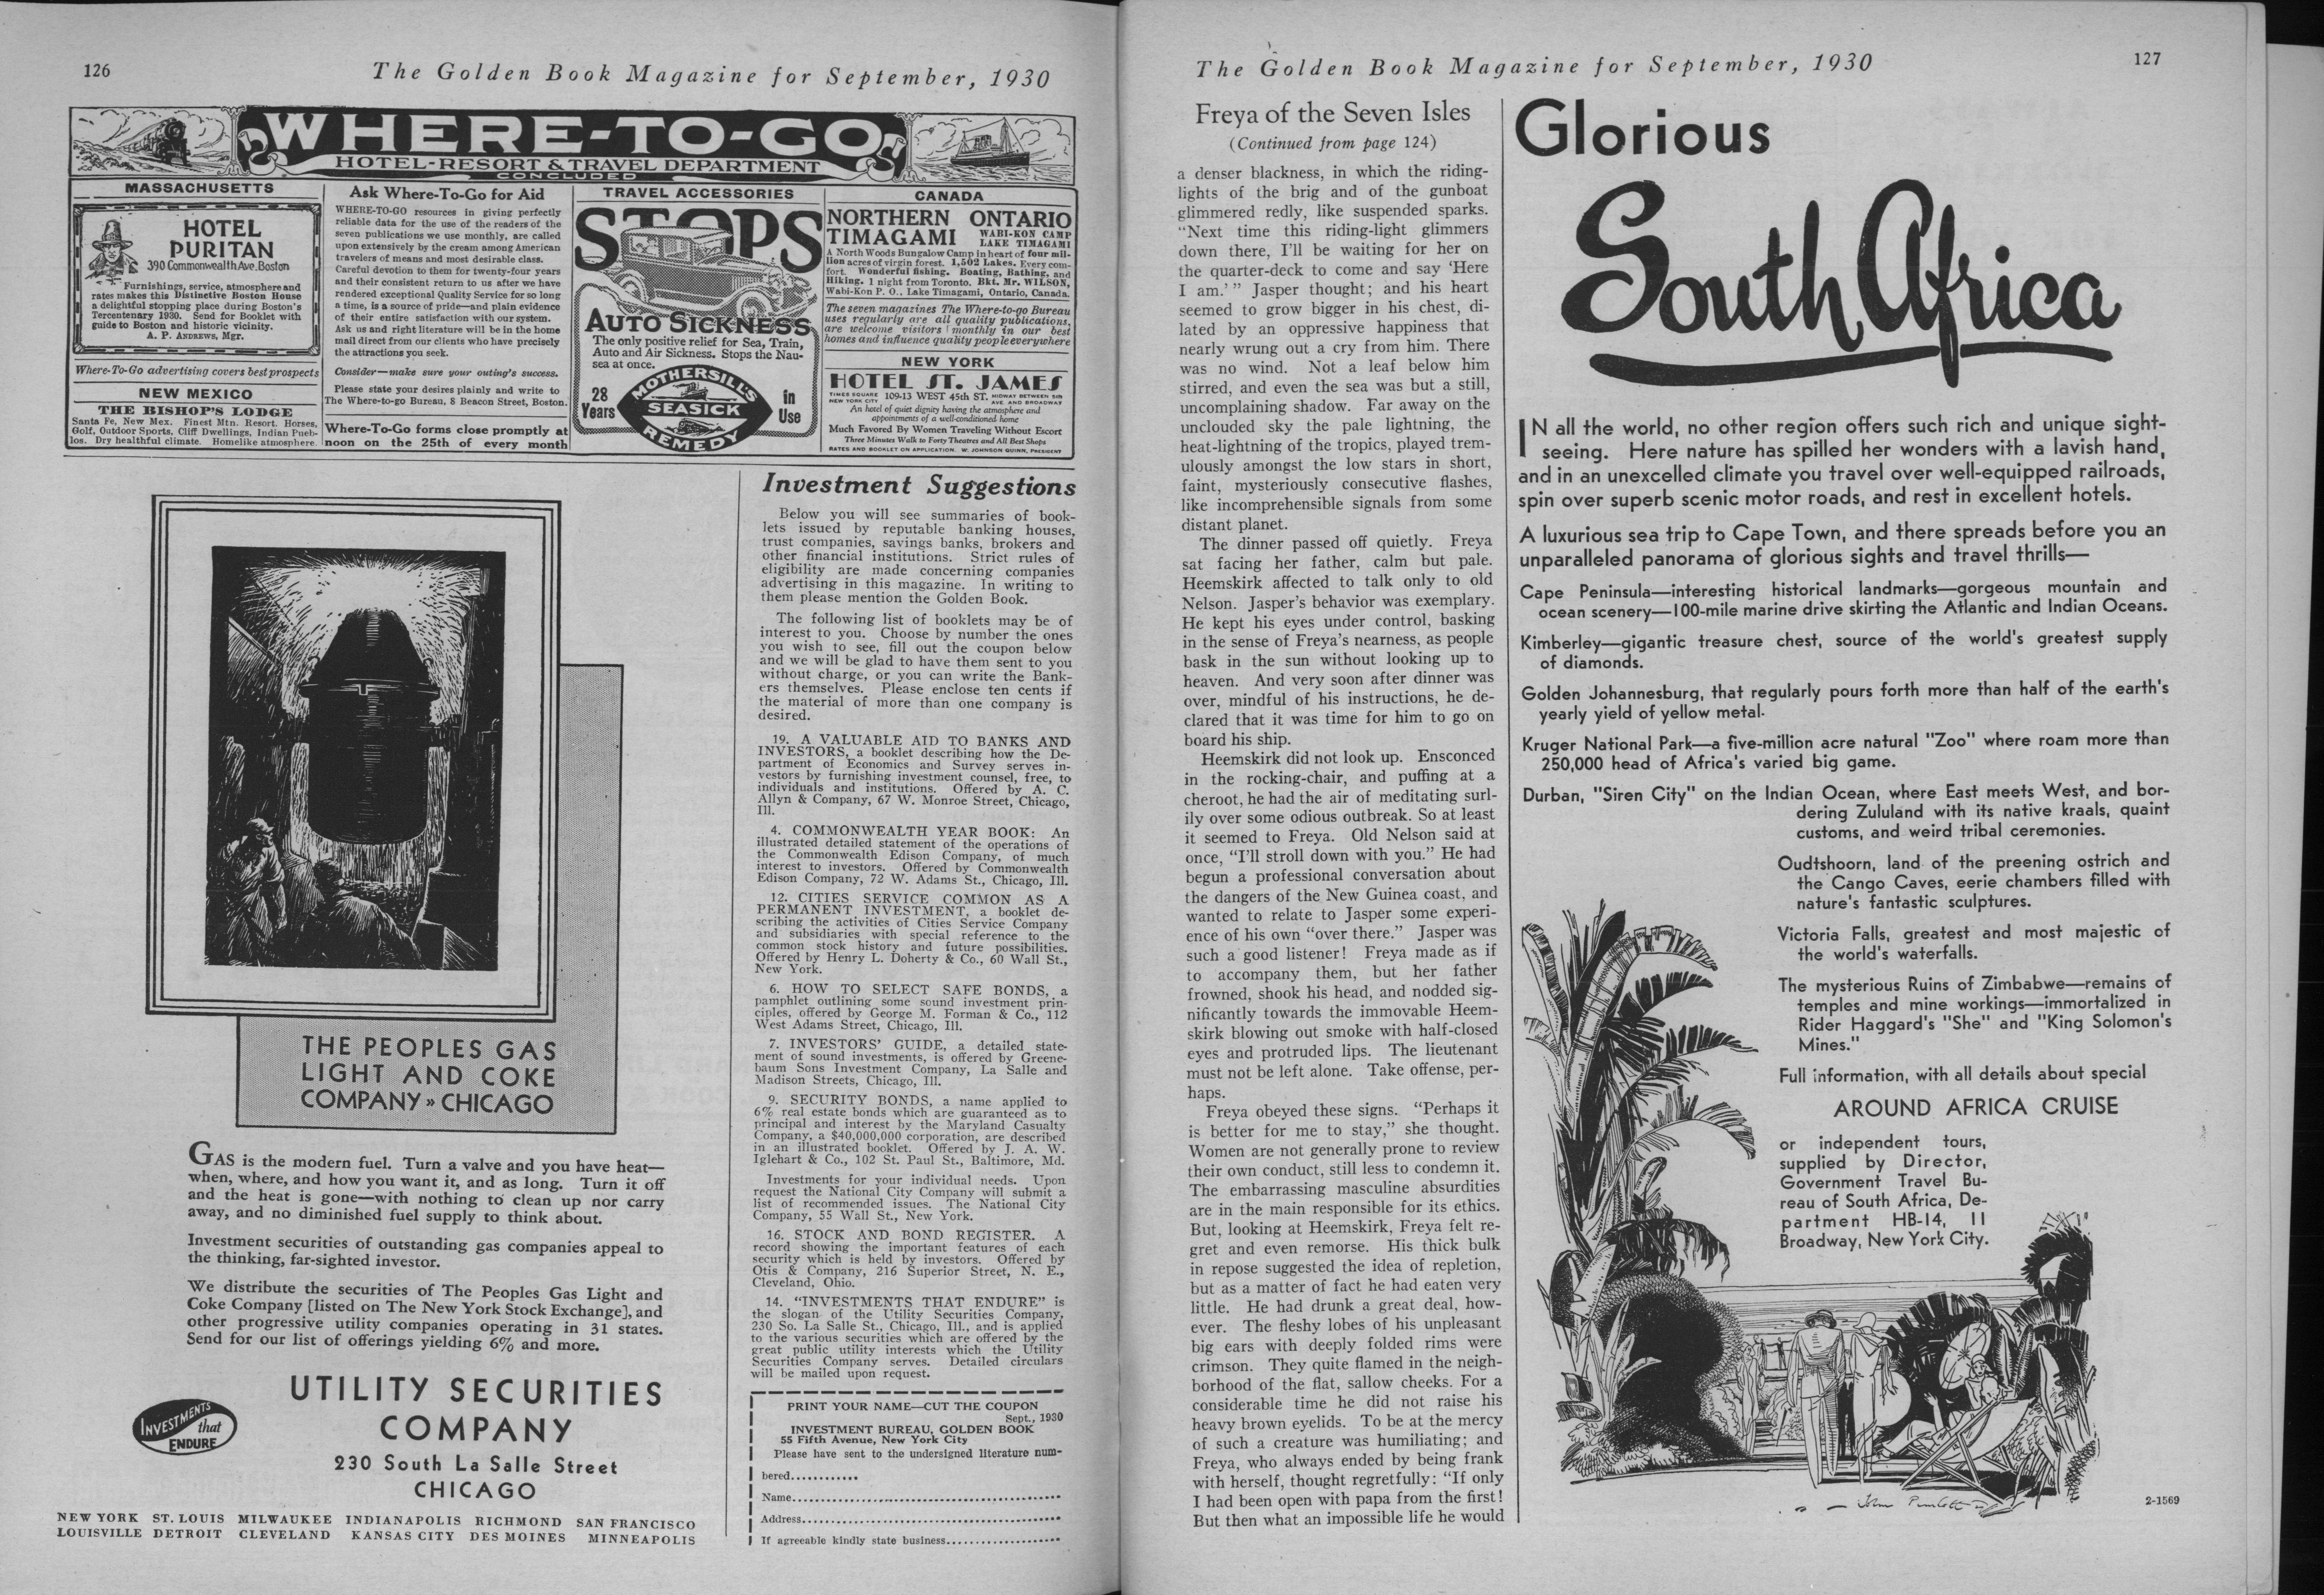 126
The Golden Book Magazine for September, 1930
WHERE-TO-GO
HOTEL-RESORT & TRAVEL DEPARTMENT
CONCLUDED
MASSACHUSETTS
HOTEL
PURITAN
390 Commonwealth Ave. Boston
Furnishings, service, atmosphere and
rates makes this Distinctive Boston House
a delightful stopping place during Boston's
Tercentenary 1930. Send for Booklet with
guide to Boston and historic vicinity.
A. P. ANDREWS, Mgr.
Where-To-Go advertising covers best prospects
NEW MEXICO
THE BISHOP'S LODGE
Santa Fe, New Mex. Finest Mtn. Resort. Horses,
Golf, Outdoor Sports, Cliff Dwellings, Indian Pueb-
los. Dry healthful climate. Homelike atmosphere.
Ask Where-To-Go for Aid
WHERE-TO-GO resources in giving perfectly
reliable data for the use of the readers of the
seven publications we use monthly, are called
upon extensively by the cream among American
travelers of means and most desirable class.
Careful devotion to them for twenty-four years
and their consistent return to us after we have
rendered exceptional Quality Service for so long
a time, is a source of pride—and plain evidence
of their entire satisfaction with our system.
Ask us and right literature will be in the home
mail direct from our clients who have precisely
the attractions you seek.
Consider—make sure your outing's success.
Please state your desires plainly and write to
The Where-to-go Bureau, 8 Beacon Street, Boston.
Where-To-Go forms close promptly at
noon on the 25th of every month
TRAVEL ACCESSORIES
STOPS
AUTO SICKNESS
The only positive relief for Sea, Train,
Auto and Air Sickness. Stops the Nau-
sea at once.
28 Years
MOTHERSILL'S
SEASICK
REMEDY
in Use
CANADA
NORTHERN ONTARIO
TIMAGAMI WABI-KON CAMP
LAKE TIMAGAMI
A North Woods Bungalow Camp in heart of four mil-
lion acres of virgin forest. 1,502 Lakes. Every com-
fort. Wonderful fishing. Boating, Bathing, and
Hiking. 1 night from Toronto. Bkt. Mr. WILSON,
Wabi-Kon P. O., Lake Timagami, Ontario, Canada.
The seven magazines The Where-to-go Bureau
uses regularly are all quality publications,
are welcome visitors monthly in our best
homes and influence quality people everywhere
NEW YORK
HOTEL ST. JAMES
TIMES SQUARE NEW YORK CITY 109-13 WEST 45th ST. MIDWAY BETWEEN 5th AVE. AND BROADWAY
An hotel of quiet dignity having the atmosphere and
appointments of a well-conditioned home
Much Favored By Women Traveling Without Escort
Three Minutes Walk to Forty Theatres and All Best Shops
RATES AND BOOKLET ON APPLICATION. W. JOHNSON QUINN, PRESIDENT
THE PEOPLES GAS
LIGHT AND COKE
COMPANY » CHICAGO
GAS is the modern fuel. Turn a valve and you have heat—
when, where, and how you want it, and as long. Turn it off
and the heat is gone—with nothing to clean up nor carry
away, and no diminished fuel supply to think about.
Investment securities of outstanding gas companies appeal to
the thinking, far-sighted investor.
We distribute the securities of The Peoples Gas Light and
Coke Company [listed on The New York Stock Exchange], and
other progressive utility companies operating in 31 states.
Send for our list of offerings yielding 6% and more.
INVESTMENTS
that
ENDURE
UTILITY SECURITIES
COMPANY
230 South La Salle Street
CHICAGO
NEW YORK ST. LOUIS MILWAUKEE INDIANAPOLIS RICHMOND SAN FRANCISCO
LOUISVILLE DETROIT CLEVELAND KANSAS CITY DES MOINES MINNEAPOLIS
Investment Suggestions
Below you will see summaries of book-
lets issued by reputable banking houses,
trust companies, savings banks, brokers and
other financial institutions. Strict rules of
eligibility are made concerning companies
advertising in this magazine. In writing to
them please mention the Golden Book.
The following list of booklets may be of
interest to you. Choose by number the ones
you wish to see, fill out the coupon below
and we will be glad to have them sent to you
without charge, or you can write the Bank-
ers themselves. Please enclose ten cents if
the material of more than one company is
desired.
19. A VALUABLE AID TO BANKS AND
INVESTORS, a booklet describing how the De-
partment of Economics and Survey serves in-
vestors by furnishing investment counsel, free, to
individuals and institutions. Offered by A. C.
Allyn & Company, 67 W. Monroe Street, Chicago,
Ill.
4. COMMONWEALTH YEAR BOOK: An
illustrated detailed statement of the operations of
the Commonwealth Edison Company, of much
interest to investors. Offered by Commonwealth
Edison Company, 72 W. Adams St., Chicago, Ill.
12. CITIES SERVICE COMMON AS A
PERMANENT INVESTMENT, a booklet de-
scribing the activities of Cities Service Company
and subsidiaries with special reference to the
common stock history and future possibilities.
Offered by Henry L. Doherty & Co., 60 Wall St.,
New York.
6. HOW TO SELECT SAFE BONDS, a
pamphlet outlining some sound investment prin-
ciples, offered by George M. Forman & Co., 112
West Adams Street, Chicago, Ill.
7. INVESTORS' GUIDE, a detailed state-
ment of sound investments, is offered by Greene-
baum Sons Investment Company, La Salle and
Madison Streets, Chicago, Ill.
9. SECURITY BONDS, a name applied to
6% real estate bonds which are guaranteed as to
principal and interest by the Maryland Casualty
Company, a $40,000,000 corporation, are described
in an illustrated booklet. Offered by J. A. W.
Iglehart & Co., 102 St. Paul St., Baltimore, Md.
Investments for your individual needs. Upon
request the National City Company will submit a
list of recommended issues. The National City
Company, 55 Wall St., New York.
16. STOCK AND BOND REGISTER. A
record showing the important features of each
security which is held by investors. Offered by
Otis & Company, 216 Superior Street, N. E.,
Cleveland, Ohio.
14. "INVESTMENTS THAT ENDURE" is
the slogan of the Utility Securities Company,
230 So. La Salle St., Chicago, Ill., and is applied
to the various securities which are offered by the
great public utility interests which the Utility
Securities Company serves. Detailed circulars
will be mailed upon request.
PRINT YOUR NAME—CUT THE COUPON
Sept., 1930
INVESTMENT BUREAU, GOLDEN BOOK
55 Fifth Avenue, New York City
Please have sent to the undersigned literature num-
bered............
Name................................................
Address................................................
If agreeable kindly state business....................
The Golden Book Magazine for September, 1930
127
Freya of the Seven Isles
(Continued from page 124)
a denser blackness, in which the riding-
lights of the brig and of the gunboat
glimmered redly, like suspended sparks.
"Next time this riding-light glimmers
down there, I'll be waiting for her on
the quarter-deck to come and say 'Here
I am.'" Jasper thought; and his heart
seemed to grow bigger in his chest, di-
lated by an oppressive happiness that
nearly wrung out a cry from him. There
was no wind. Not a leaf below him
stirred, and even the sea was but a still,
uncomplaining shadow. Far away on the
unclouded sky the pale lightning, the
heat-lightning of the tropics, played trem-
ulously amongst the low stars in short,
faint, mysteriously consecutive flashes,
like incomprehensible signals from some
distant planet.
The dinner passed off quietly. Freya
sat facing her father, calm but pale.
Heemskirk affected to talk only to old
Nelson. Jasper's behavior was exemplary.
He kept his eyes under control, basking
in the sense of Freya's nearness, as people
bask in the sun without looking up to
heaven. And very soon after dinner was
over, mindful of his instructions, he de-
clared that it was time for him to go on
board his ship.
Heemskirk did not look up. Ensconced
in the rocking-chair, and puffing at a
cheroot, he had the air of meditating surl-
ily over some odious outbreak. So at least
it seemed to Freya. Old Nelson said at
once, "I'll stroll down with you." He had
begun a professional conversation about
the dangers of the New Guinea coast, and
wanted to relate to Jasper some experi-
ence of his own "over there." Jasper was
such a good listener! Freya made as if
to accompany them, but her father
frowned, shook his head, and nodded sig-
nificantly towards the immovable Heem-
skirk blowing out smoke with half-closed
eyes and protruded lips. The lieutenant
must not be left alone. Take offense, per-
haps.
Freya obeyed these signs. "Perhaps it
is better for me to stay," she thought.
Women are not generally prone to review
their own conduct, still less to condemn it.
The embarrassing masculine absurdities
are in the main responsible for its ethics.
But, looking at Heemskirk, Freya felt re-
gret and even remorse. His thick bulk
in repose suggested the idea of repletion,
but as a matter of fact he had eaten very
little. He had drunk a great deal, how-
ever. The fleshy lobes of his unpleasant
big ears with deeply folded rims were
crimson. They quite flamed in the neigh-
borhood of the flat, sallow cheeks. For a
considerable time he did not raise his
heavy brown eyelids. To be at the mercy
of such a creature was humiliating; and
Freya, who always ended by being frank
with herself, thought regretfully: "If only
I had been open with papa from the first!
But then what an impossible life he would
Glorious
South Africa
IN all the world, no other region offers such rich and unique sight-
seeing. Here nature has spilled her wonders with a lavish hand,
and in an unexcelled climate you travel over well-equipped railroads,
spin over superb scenic motor roads, and rest in excellent hotels.
A luxurious sea trip to Cape Town, and there spreads before you an
unparalleled panorama of glorious sights and travel thrills—
Cape Peninsula—interesting historical landmarks—gorgeous mountain and
ocean scenery—100-mile marine drive skirting the Atlantic and Indian Oceans.
Kimberley—gigantic treasure chest, source of the world's greatest supply
of diamonds.
Golden Johannesburg, that regularly pours forth more than half of the earth's
yearly yield of yellow metal.
Kruger National Park—a five-million acre natural "Zoo" where roam more than
250,000 head of Africa's varied big game.
Durban, "Siren City" on the Indian Ocean, where East meets West, and bor-
dering Zululand with its native kraals, quaint
customs, and weird tribal ceremonies.
Oudtshoorn, land of the preening ostrich and
the Cango Caves, eerie chambers filled with
nature's fantastic sculptures.
Victoria Falls, greatest and most majestic of
the world's waterfalls.
The mysterious Ruins of Zimbabwe—remains of
temples and mine workings—immortalized in
Rider Haggard's "She" and "King Solomon's
Mines."
Full information, with all details about special
AROUND AFRICA CRUISE
or independent tours,
supplied by Director,
Government Travel Bu-
reau of South Africa, De-
partment HB-14, 11
Broadway, New York City.
John
2-1569